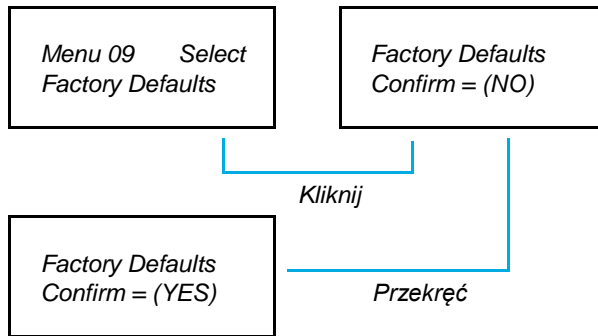 Menu 09 Select
Factory Defaults
Factory Defaults
Confirm = (NO)
Kliknij
Factory Defaults
Confirm = (YES)
Przekręć